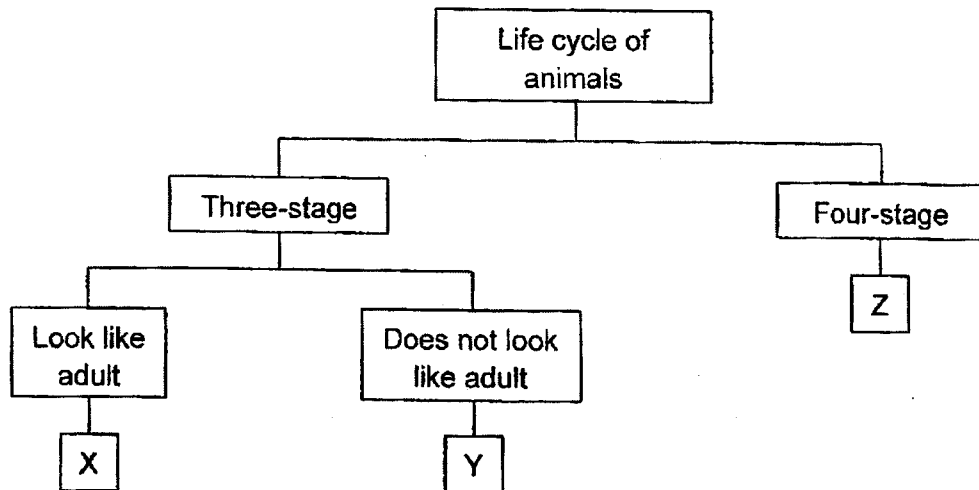 Life cycle of
animals
Three-stage
Four-stage
Look like
adult
Does not look
like adult
X
Y
Z